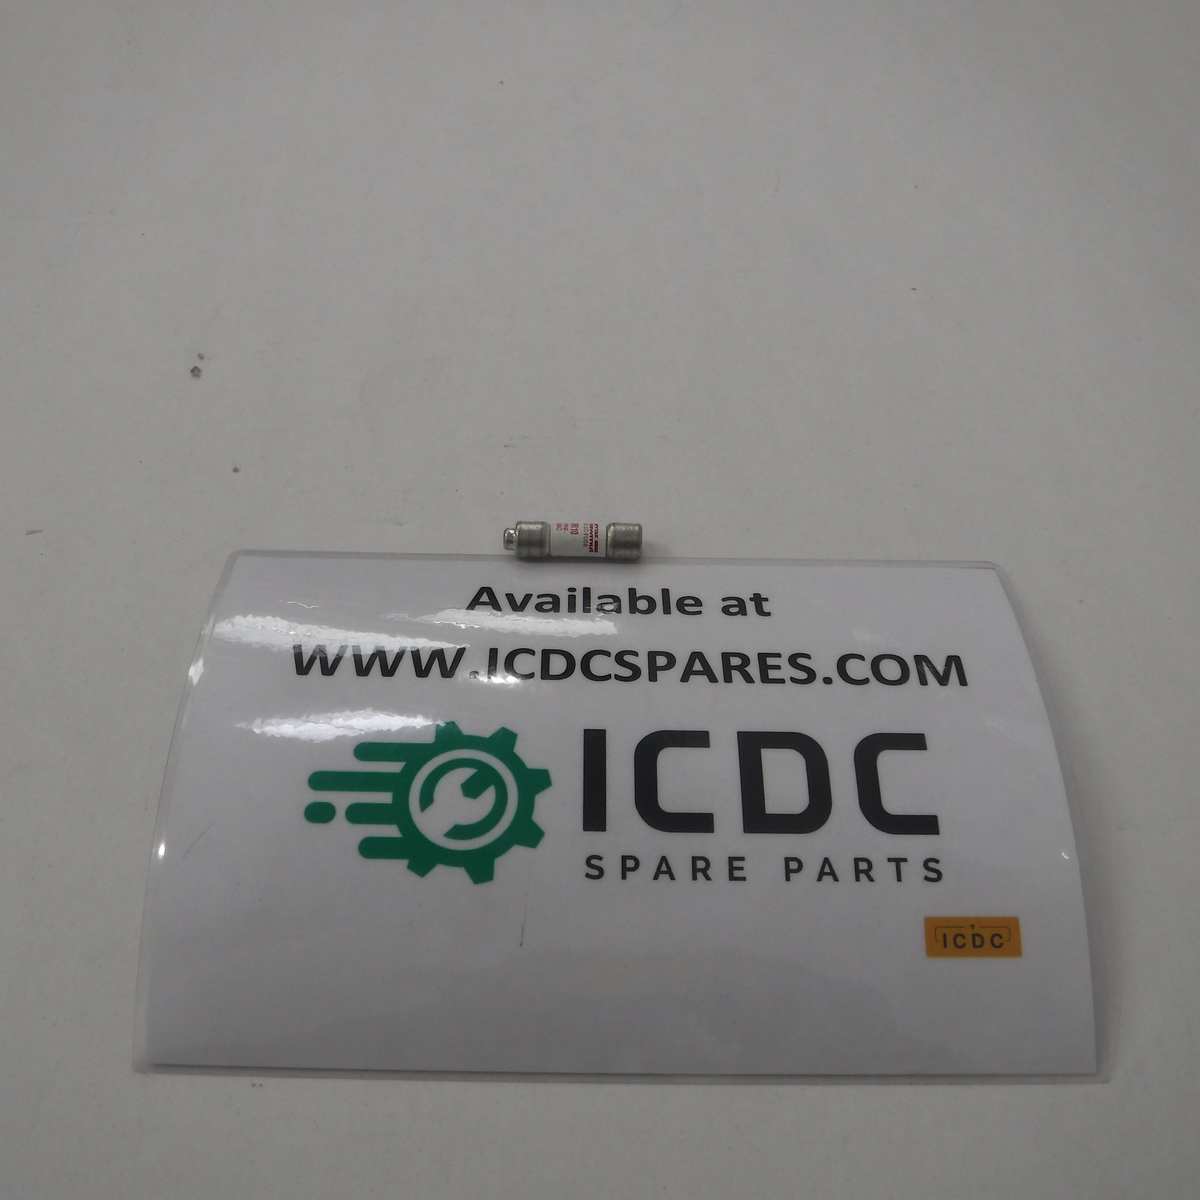 Available at
WWW.ICDCSPARES.COM
ICDC
SPARE PARTS
ICDC